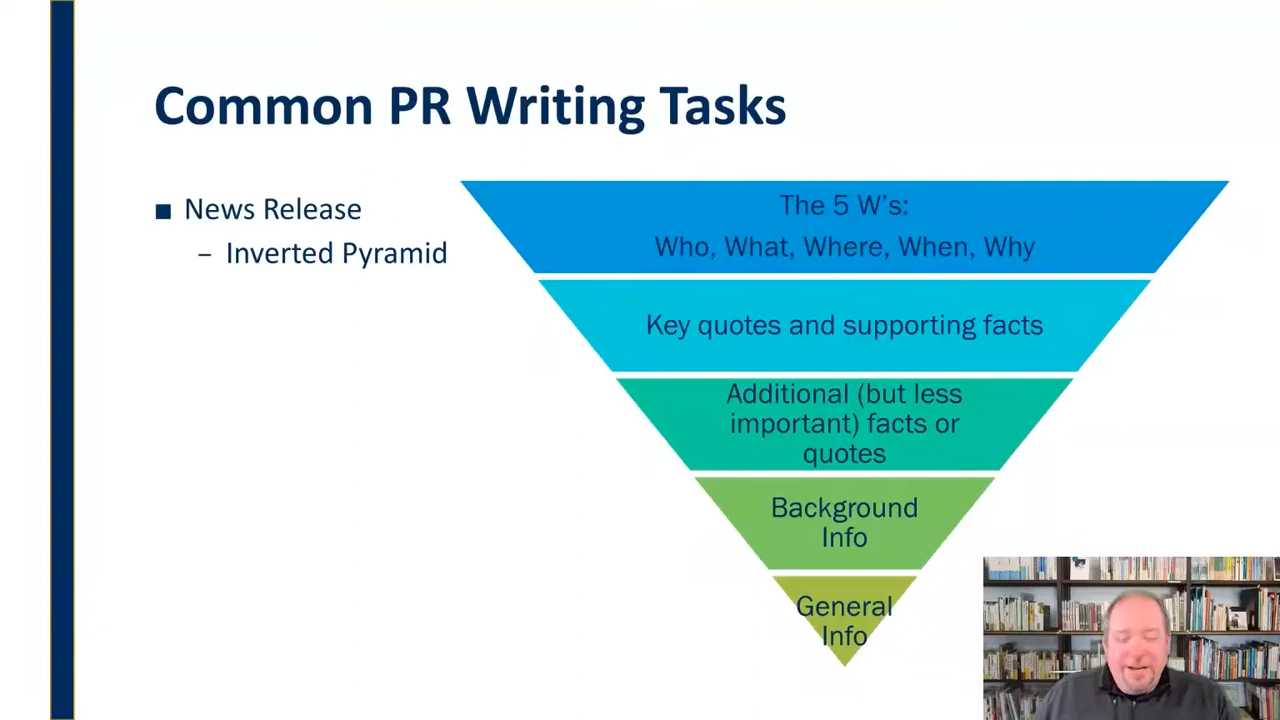 Common PR Writing Tasks
■ News Release
– Inverted Pyramid
The 5 W’s:
Who, What, Where, When, Why
Key quotes and supporting facts
Additional (but less
important) facts or
quotes
Background
Info
General
Info